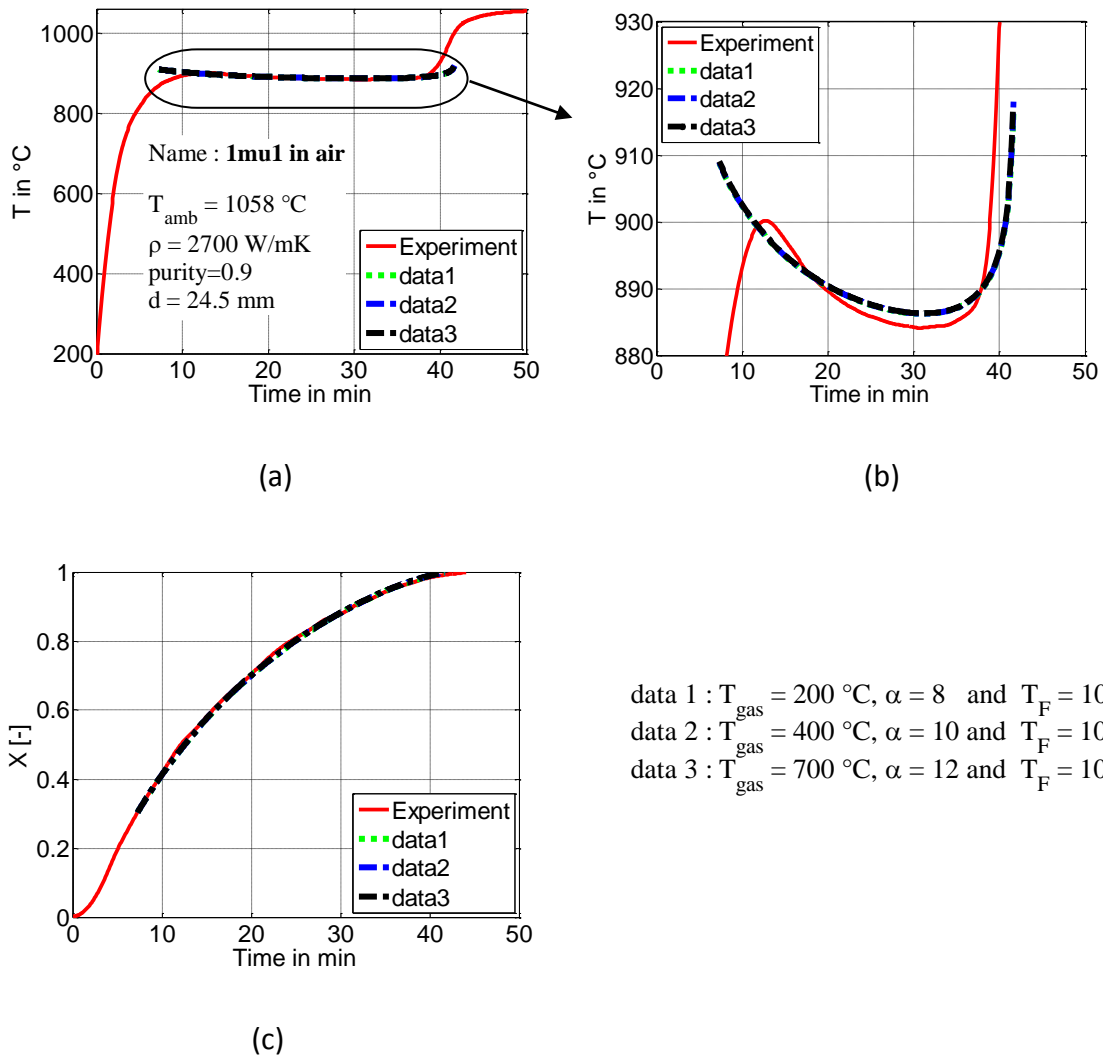 1000
800
600
400
200
T in °C
0 10 20 30 40 50
Time in min
Name : 1mu1 in air
T_amb = 1058 °C
ρ = 2700 W/mK
purity=0.9
d = 24.5 mm
Experiment
data1
data2
data3
(a)
930
920
910
900
890
880
T in °C
0 10 20 30 40 50
Time in min
Experiment
data1
data2
data3
(b)
1
0.8
0.6
0.4
0.2
0
X [-]
0 10 20 30 40 50
Time in min
Experiment
data1
data2
data3
(c)
data 1 : T_gas = 200 °C, α = 8 and T_F = 10
data 2 : T_gas = 400 °C, α = 10 and T_F = 10
data 3 : T_gas = 700 °C, α = 12 and T_F = 10